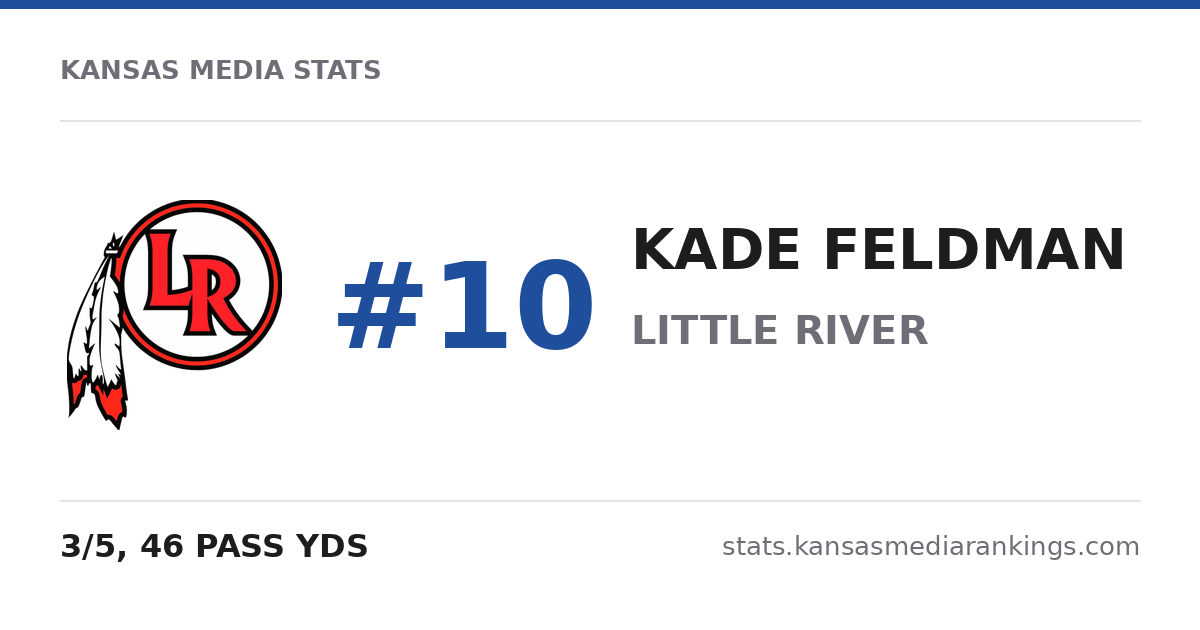 KANSAS MEDIA STATS
LR
#10
KADE FELDMAN
LITTLE RIVER
3/5, 46 PASS YDS
stats.kansasmediarankings.com